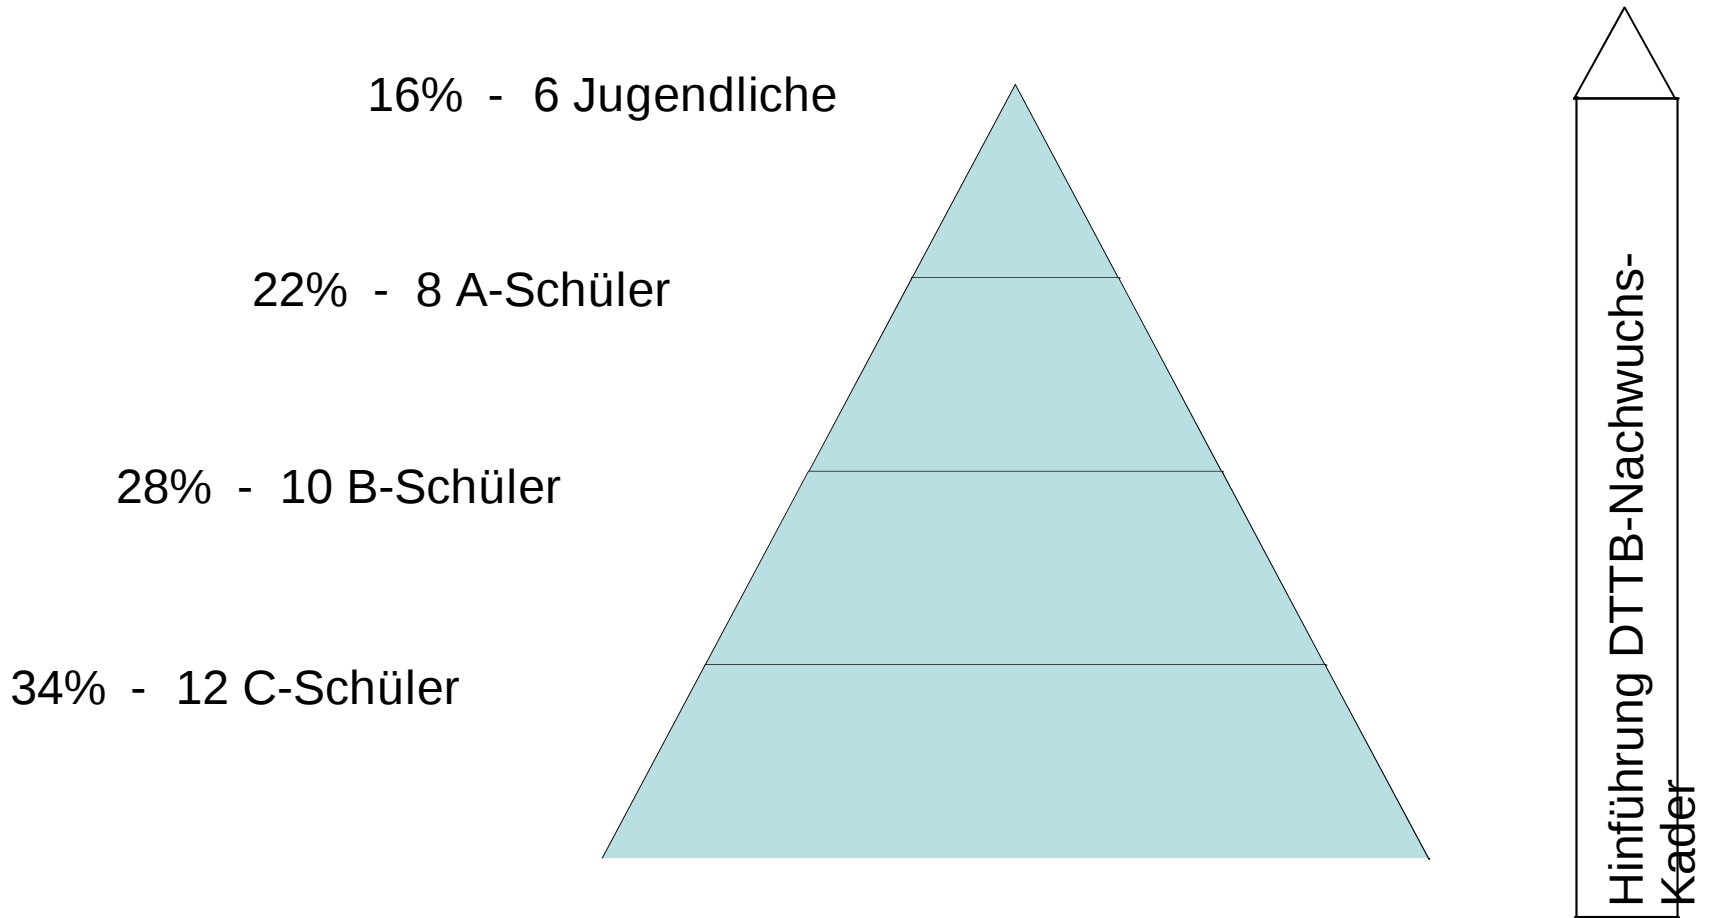 16% - 6 Jugendliche
22% - 8 A-Schüler
28% - 10 B-Schüler
34% - 12 C-Schüler
Hinführung DTTB-Nachwuchs-
Kader